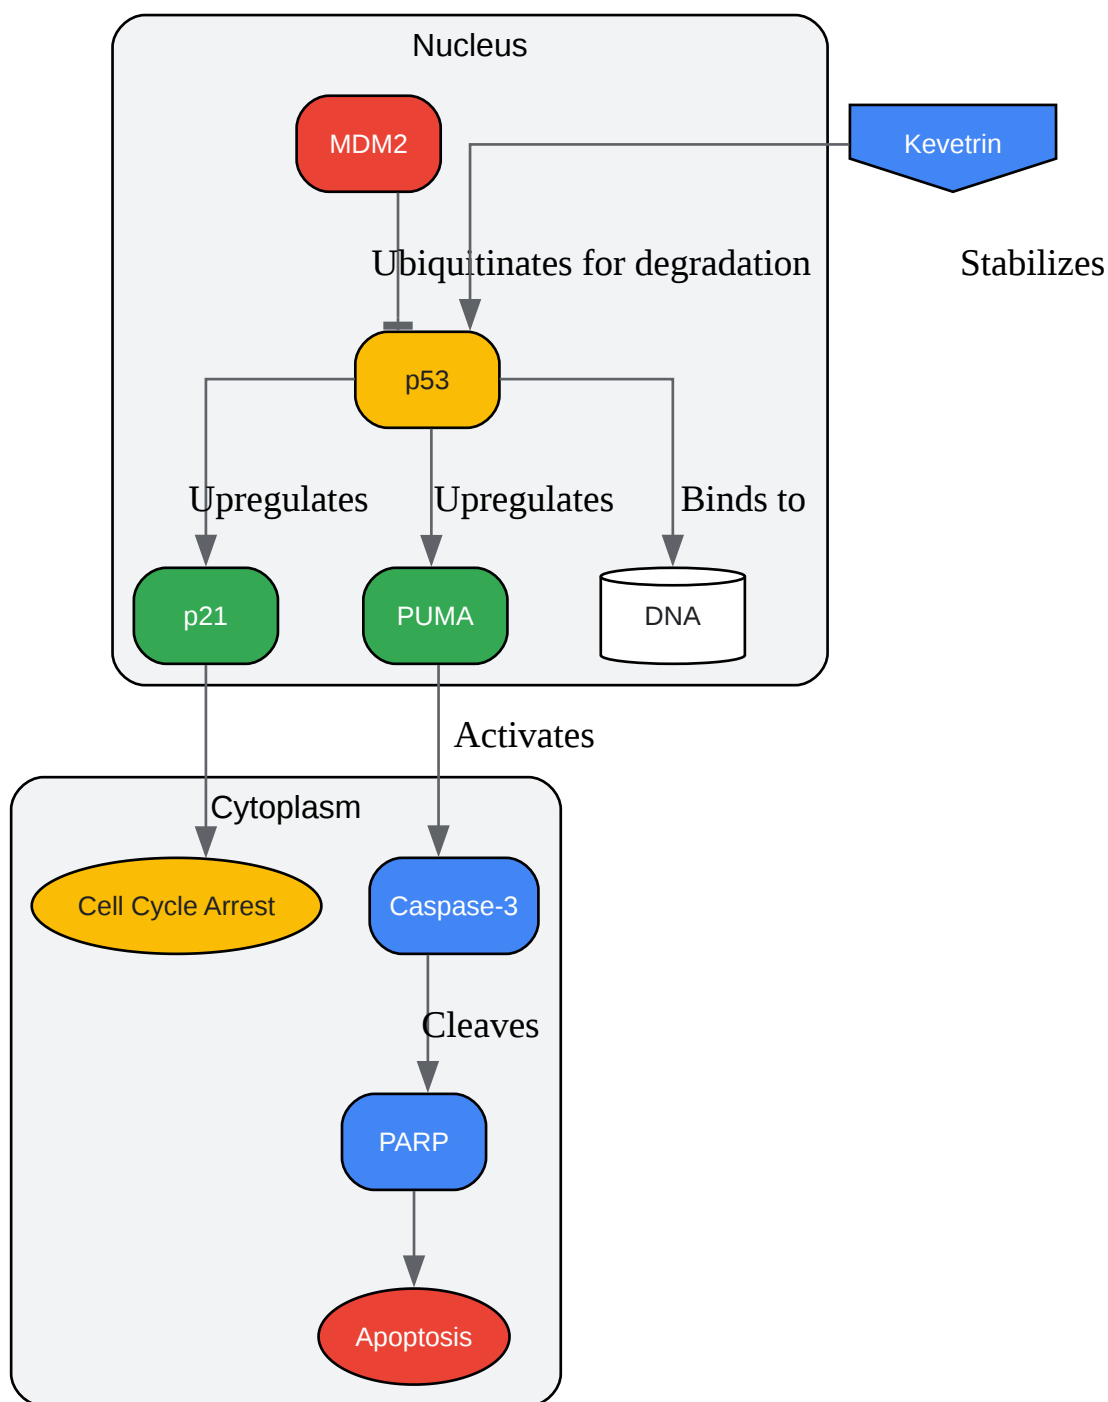 Nucleus
MDM2
Kevetrin
Ubiquitinates for degradation
Stabilizes
p53
Upregulates
Upregulates
Binds to
p21
PUMA
DNA
Activates
Cytoplasm
Cell Cycle Arrest
Caspase-3
Cleaves
PARP
Apoptosis